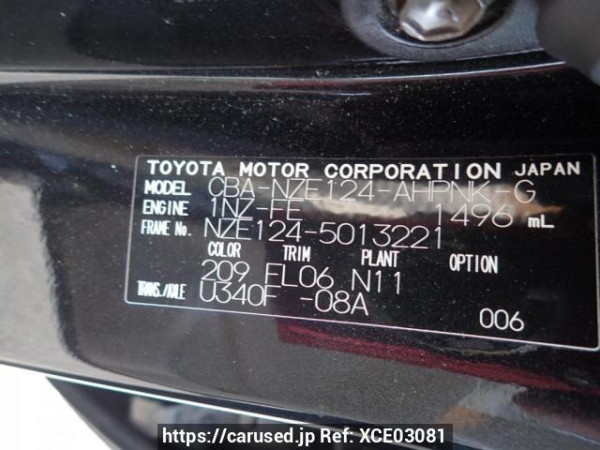 TOYOTA MOTOR CORPORATION JAPAN
MODEL CBA-NZE124-AHPNK-G
ENGINE 1NZ-FE 1496 mL
FRAME No. NZE124-5013221
COLOR TRIM PLANT OPTION
209 FL06 N11
TRANS./AXLE U340F -08A
006
https://carused.jp Ref: XCE03081